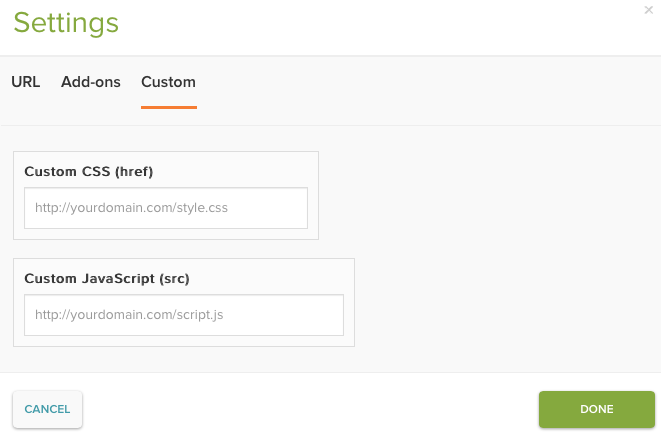 Settings
×
URL Add-ons Custom
Custom CSS (href)
http://yourdomain.com/style.css
Custom JavaScript (src)
http://yourdomain.com/script.js
CANCEL DONE